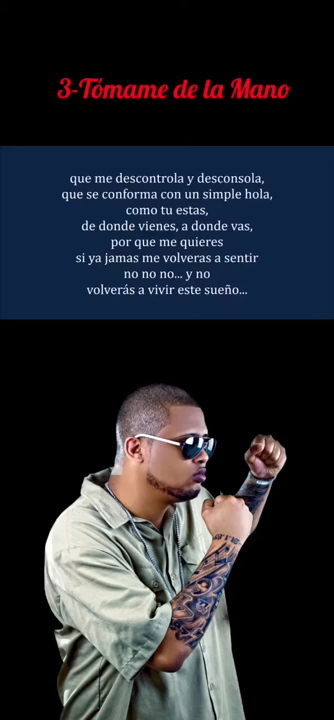 3-Tómame de la Mano
que me descontrola y desconsola,
que se conforma con un simple hola,
como tu estas,
de donde vienes, a donde vas,
por que me quieres
si ya jamas me volveras a sentir
no no no... y no
volverás a vivir este sueño...